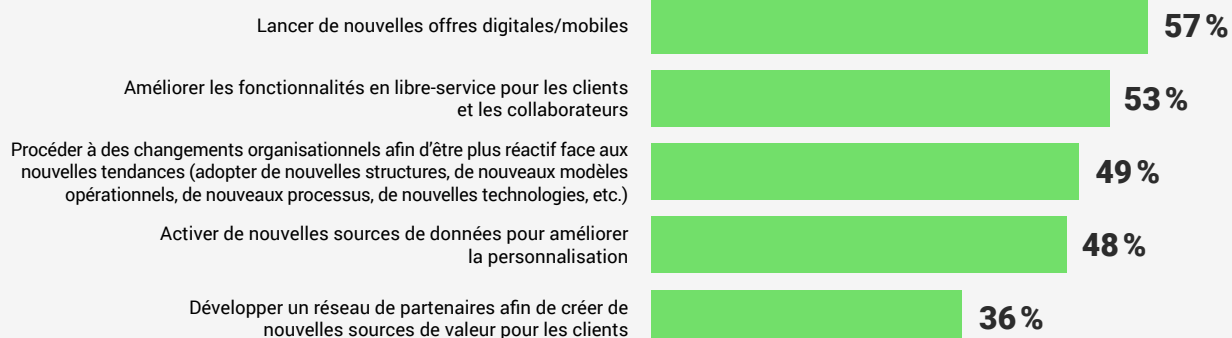 Lancer de nouvelles offres digitales/mobiles
57 %
Améliorer les fonctionnalités en libre-service pour les clients
et les collaborateurs
53 %
Procéder à des changements organisationnels afin d’être plus réactif face aux
nouvelles tendances (adopter de nouvelles structures, de nouveaux modèles
opérationnels, de nouveaux processus, de nouvelles technologies, etc.)
49 %
Activer de nouvelles sources de données pour améliorer
la personnalisation
48 %
Développer un réseau de partenaires afin de créer de
nouvelles sources de valeur pour les clients
36 %